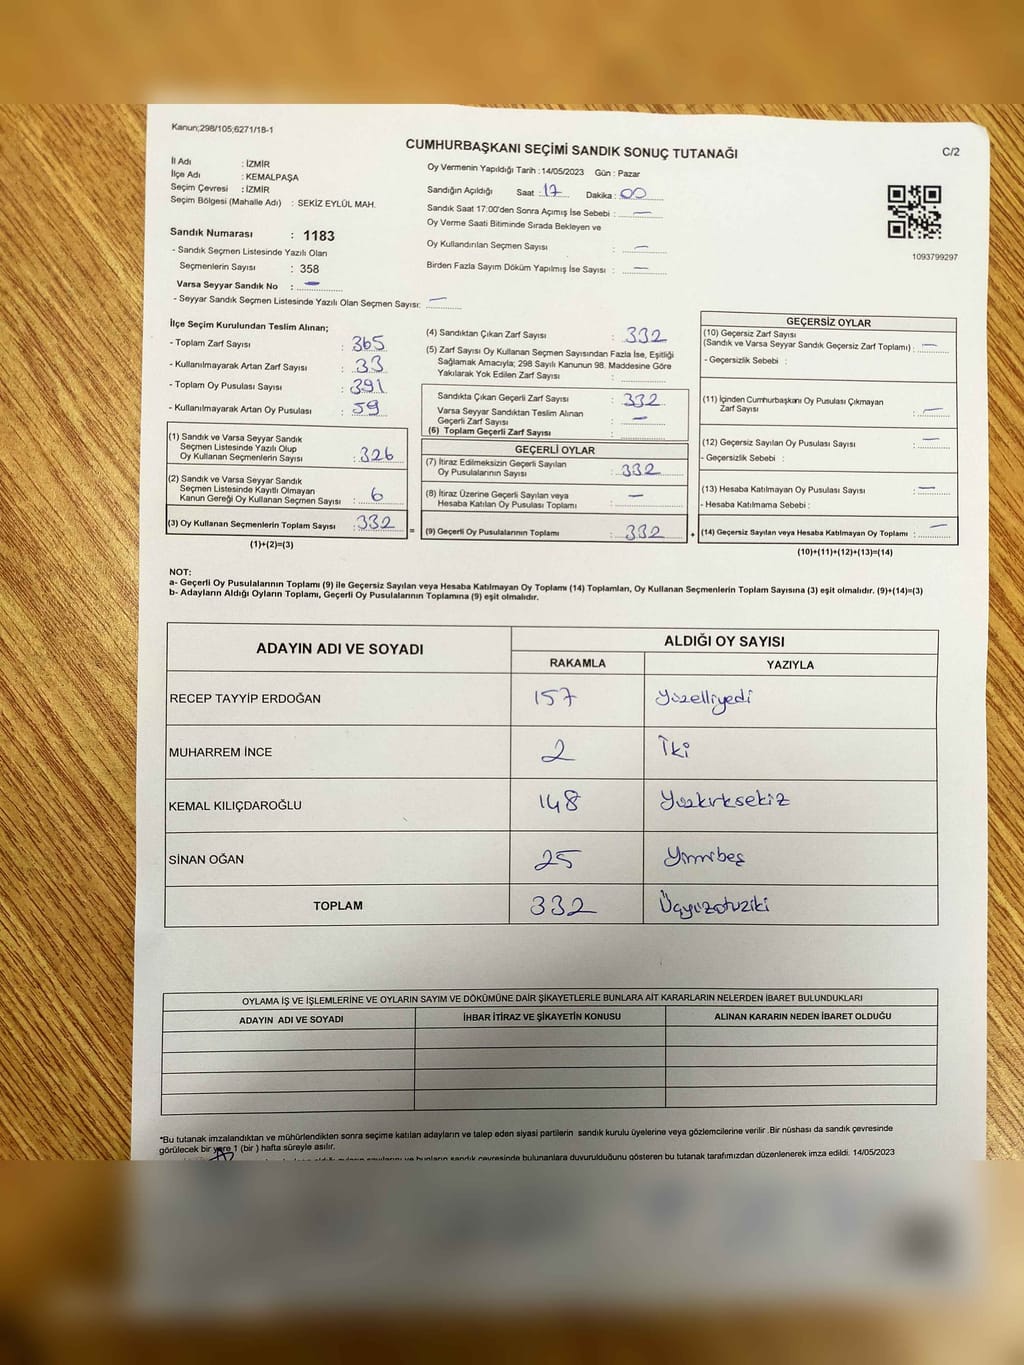 Kanun;298/105;6271/18-1
CUMHURBAŞKANI SEÇİMİ SANDIK SONUÇ TUTANAĞI
C/2
İl Adı : İZMİR
İlçe Adı : KEMALPAŞA
Seçim Çevresi : İZMİR
Seçim Bölgesi (Mahalle Adı) : SEKİZ EYLÜL MAH.
Sandık Numarası : 1183
- Sandık Seçmen Listesinde Yazılı Olan
Seçmenlerin Sayısı : 358
Varsa Seyyar Sandık No : —
- Seyyar Sandık Seçmen Listesinde Yazılı Olan Seçmen Sayısı: —
Oy Vermenin Yapıldığı Tarih :14/05/2023 Gün : Pazar
Sandığın Açıldığı Saat : 17 Dakika : 00
Sandık Saat 17:00'den Sonra Açımış İse Sebebi : —
Oy Verme Saati Bitiminde Sırada Bekleyen ve
Oy Kullandırılan Seçmen Sayısı : —
Birden Fazla Sayım Döküm Yapılmış İse Sayısı : —
1093799297
İlçe Seçim Kurulundan Teslim Alınan;
- Toplam Zarf Sayısı : 365
- Kullanılmayarak Artan Zarf Sayısı : 33
- Toplam Oy Pusulası Sayısı : 391
- Kullanılmayarak Artan Oy Pusulası : 59
(1) Sandık ve Varsa Seyyar Sandık
Seçmen Listesinde Yazılı Olup
Oy Kullanan Seçmenlerin Sayısı : 326
(2) Sandık ve Varsa Seyyar Sandık
Seçmen Listesinde Kayıtlı Olmayan
Kanun Gereği Oy Kullanan Seçmen Sayısı : 6
(3) Oy Kullanan Seçmenlerin Toplam Sayısı : 332
(1)+(2)=(3)
=
(4) Sandıktan Çıkan Zarf Sayısı : 332
(5) Zarf Sayısı Oy Kullanan Seçmen Sayısından Fazla İse, Eşitliği
Sağlamak Amacıyla; 298 Sayılı Kanunun 98. Maddesine Göre
Yakılarak Yok Edilen Zarf Sayısı :
Sandıkta Çıkan Geçerli Zarf Sayısı : 332
Varsa Seyyar Sandıktan Teslim Alınan
Geçerli Zarf Sayısı : —
(6) Toplam Geçerli Zarf Sayısı :
GEÇERLİ OYLAR
(7) İtiraz Edilmeksizin Geçerli Sayılan
Oy Pusulalarının Sayısı : 332
(8) İtiraz Üzerine Geçerli Sayılan veya
Hesaba Katılan Oy Pusulası Toplamı : —
(9) Geçerli Oy Pusulalarının Toplamı : 332
+
GEÇERSİZ OYLAR
(10) Geçersiz Zarf Sayısı
(Sandık ve Varsa Seyyar Sandık Geçersiz Zarf Toplamı) : —
- Geçersizlik Sebebi :
(11) İçinden Cumhurbaşkanı Oy Pusulası Çıkmayan
Zarf Sayısı : —
(12) Geçersiz Sayılan Oy Pusulası Sayısı : —
- Geçersizlik Sebebi :
(13) Hesaba Katılmayan Oy Pusulası Sayısı : —
- Hesaba Katılmama Sebebi :
(14) Geçersiz Sayılan veya Hesaba Katılmayan Oy Toplamı : —
(10)+(11)+(12)+(13)=(14)
NOT:
a- Geçerli Oy Pusulalarının Toplamı (9) ile Geçersiz Sayılan veya Hesaba Katılmayan Oy Toplamı (14) Toplamları, Oy Kullanan Seçmenlerin Toplam Sayısına (3) eşit olmalıdır. (9)+(14)=(3)
b- Adayların Aldığı Oyların Toplamı, Geçerli Oy Pusulalarının Toplamına (9) eşit olmalıdır.
ADAYIN ADI VE SOYADI
ALDIĞI OY SAYISI
RAKAMLA YAZIYLA
RECEP TAYYİP ERDOĞAN 157 Yüzelliyedi
MUHARREM İNCE 2 İki
KEMAL KILIÇDAROĞLU 148 Yüzkırksekiz
SİNAN OĞAN 25 Yirmibeş
TOPLAM 332 Üçyüzotuziki
OYLAMA İŞ VE İŞLEMLERİNE VE OYLARIN SAYIM VE DÖKÜMÜNE DAİR ŞİKAYETLERLE BUNLARA AİT KARARLARIN NELERDEN İBARET BULUNDUKLARI
ADAYIN ADI VE SOYADI İHBAR İTİRAZ VE ŞİKAYETİN KONUSU ALINAN KARARIN NEDEN İBARET OLDUĞU
*Bu tutanak imzalandıktan ve mühürlendikten sonra seçime katılan adayların ve talep eden siyasi partilerin sandık kurulu üyelerine veya gözlemcilerine verilir .Bir nüshası da sandık çevresinde
görülecek bir yere 1 (bir ) hafta süreyle asılır.
sandık çevresinde bulunanlara duyurulduğunu gösteren bu tutanak tarafımızdan düzenlenerek imza edildi. 14/05/2023